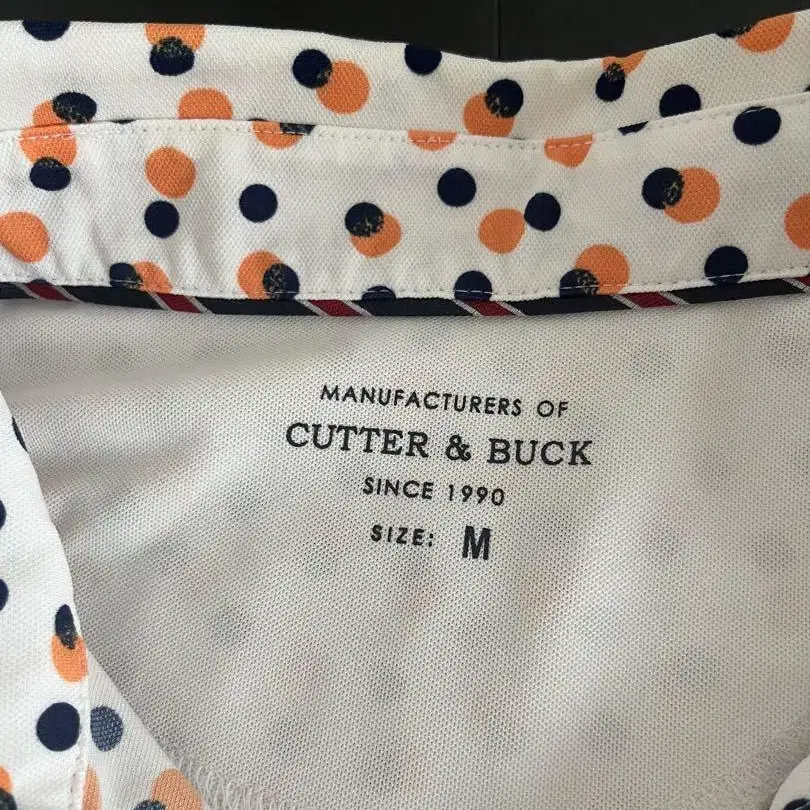 MANUFACTURERS OF
CUTTER & BUCK
SINCE 1990
SIZE: M